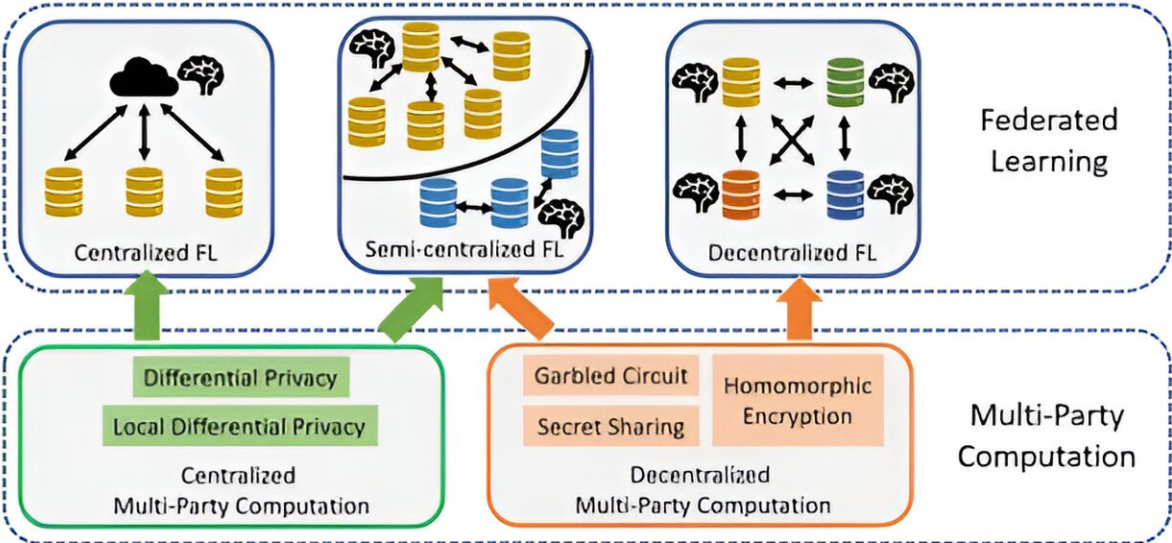 Centralized FL
Semi-centralized FL
Decentralized FL
Federated
Learning
Differential Privacy
Local Differential Privacy
Centralized
Multi-Party Computation
Garbled Circuit
Secret Sharing
Homomorphic
Encryption
Decentralized
Multi-Party Computation
Multi-Party
Computation